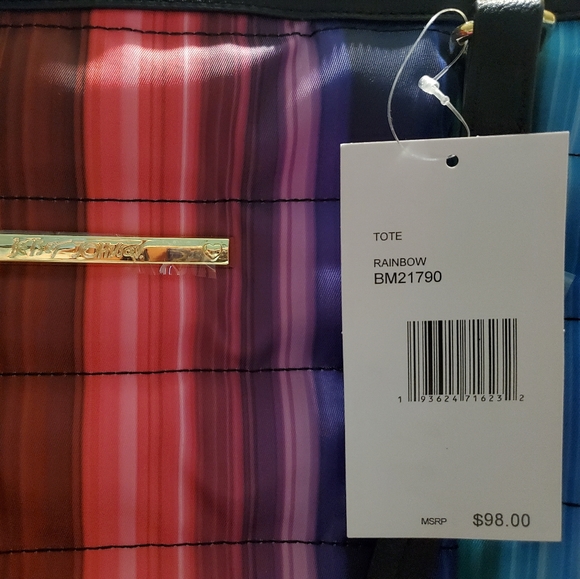 TOTE
RAINBOW
BM21790
1 93624 71623 2
MSRP $98.00